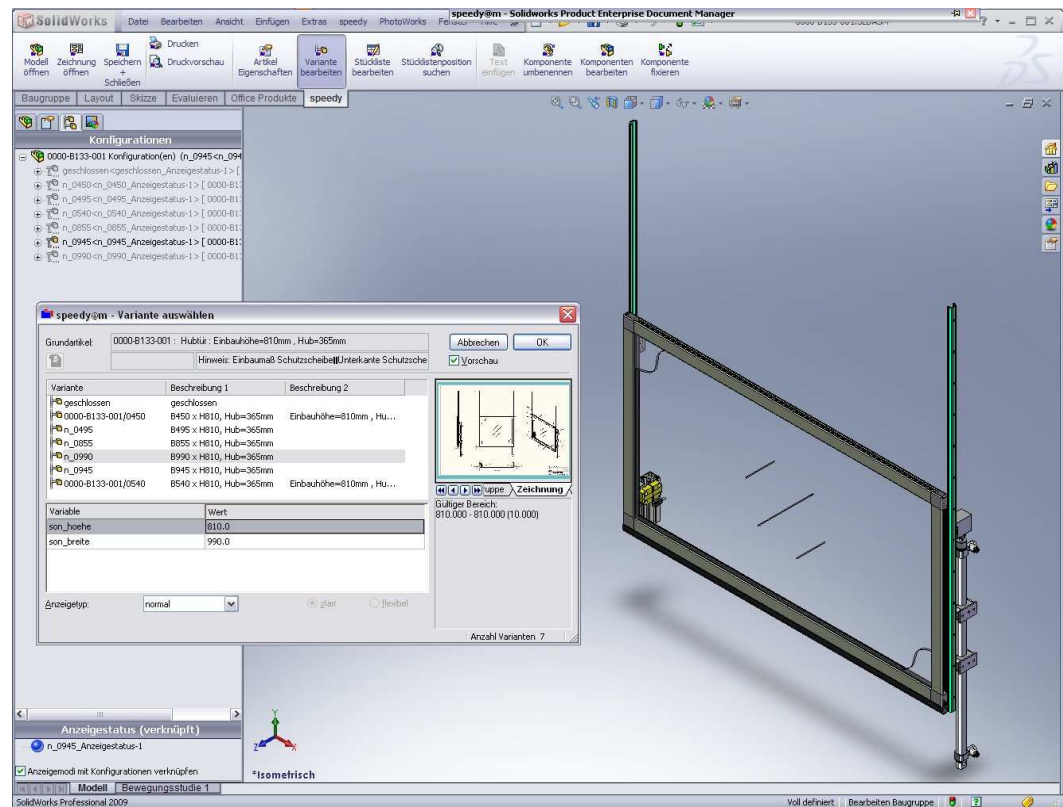 speedy@m - Solidworks Product Enterprise Document Manager
SolidWorks Datei Bearbeiten Ansicht Einfügen Extras speedy PhotoWorks
Modell öffnen
Zeichnung öffnen
Speichern + Schließen
Drucken
Druckvorschau
Artikel Eigenschaften
Variante bearbeiten
Stückliste bearbeiten
Stücklistenposition suchen
Text einfügen
Komponente umbenennen
Komponenten bearbeiten
Komponente fixieren
Baugruppe Layout Skizze Evaluieren Office Produkte speedy
Konfigurationen
0000-B133-001 Konfiguration(en) (n_0945<n_094
geschlossen<geschlossen_Anzeigestatus-1> [
n_0450<n_0450_Anzeigestatus-1> [ 0000-B1
n_0495<n_0495_Anzeigestatus-1> [ 0000-B1
n_0540<n_0540_Anzeigestatus-1> [ 0000-B1
n_0855<n_0855_Anzeigestatus-1> [ 0000-B1
n_0945<n_0945_Anzeigestatus-1> [ 0000-B1
n_0990<n_0990_Anzeigestatus-1> [ 0000-B1
speedy@m - Variante auswählen
Grundartikel: 0000-B133-001 : Hubtür : Einbauhöhe=810mm , Hub=365mm
Abbrechen OK
Hinweis: Einbaumaß Schutzscheibe||Unterkante Schutzsche
Vorschau
Variante Beschreibung 1 Beschreibung 2
geschlossen geschlossen
0000-B133-001/0450 B450 x H810, Hub=365mm Einbauhöhe=810mm , Hu...
n_0495 B495 x H810, Hub=365mm
n_0855 B855 x H810, Hub=365mm
n_0990 B990 x H810, Hub=365mm
n_0945 B945 x H810, Hub=365mm
0000-B133-001/0540 B540 x H810, Hub=365mm Einbauhöhe=810mm , Hu...
uppe Zeichnung
Gültiger Bereich:
810.000 - 810.000 (10.000)
Variable Wert
son_hoehe 810.0
son_breite 990.0
Anzeigetyp: normal starr flexibel
Anzahl Varianten 7
Anzeigestatus (verknüpft)
n_0945_Anzeigestatus-1
Anzeigemodi mit Konfigurationen verknüpfen
Y
Z X
*Isometrisch
Modell Bewegungsstudie 1
SolidWorks Professional 2009 Voll definiert Bearbeiten Baugruppe